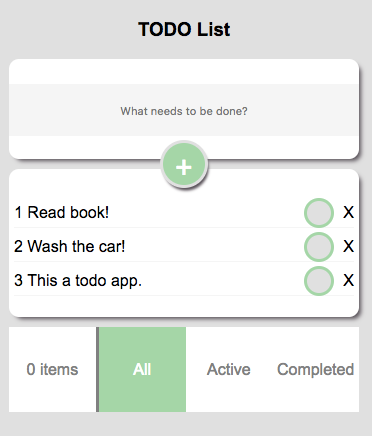 TODO List
What needs to be done?
+
1 Read book! X
2 Wash the car! X
3 This a todo app. X
0 items All Active Completed